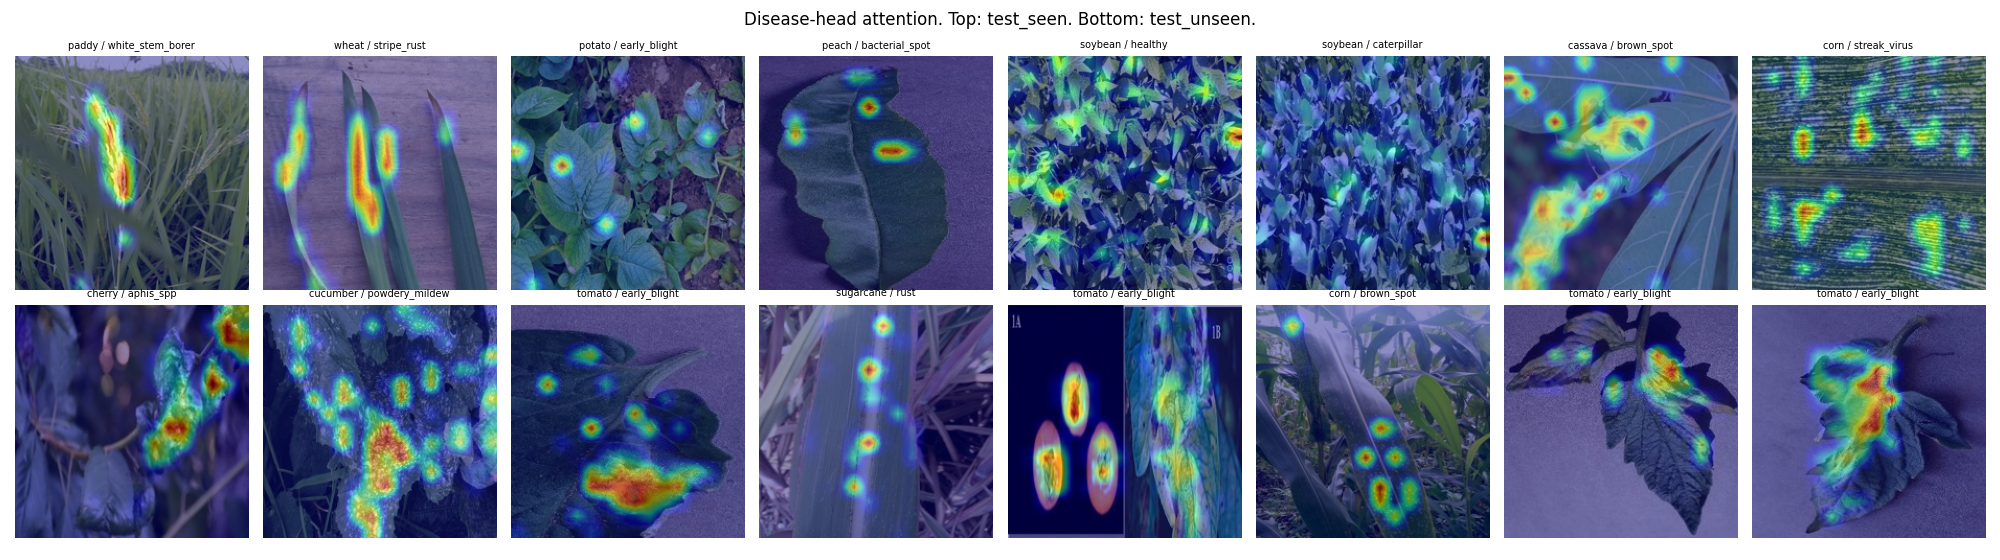 Disease-head attention. Top: test_seen. Bottom: test_unseen.
paddy / white_stem_borer
wheat / stripe_rust
potato / early_blight
peach / bacterial_spot
soybean / healthy
soybean / caterpillar
cassava / brown_spot
corn / streak_virus
cherry / aphis_spp
cucumber / powdery_mildew
tomato / early_blight
sugarcane / rust
tomato / early_blight
corn / brown_spot
tomato / early_blight
tomato / early_blight
1A
1B